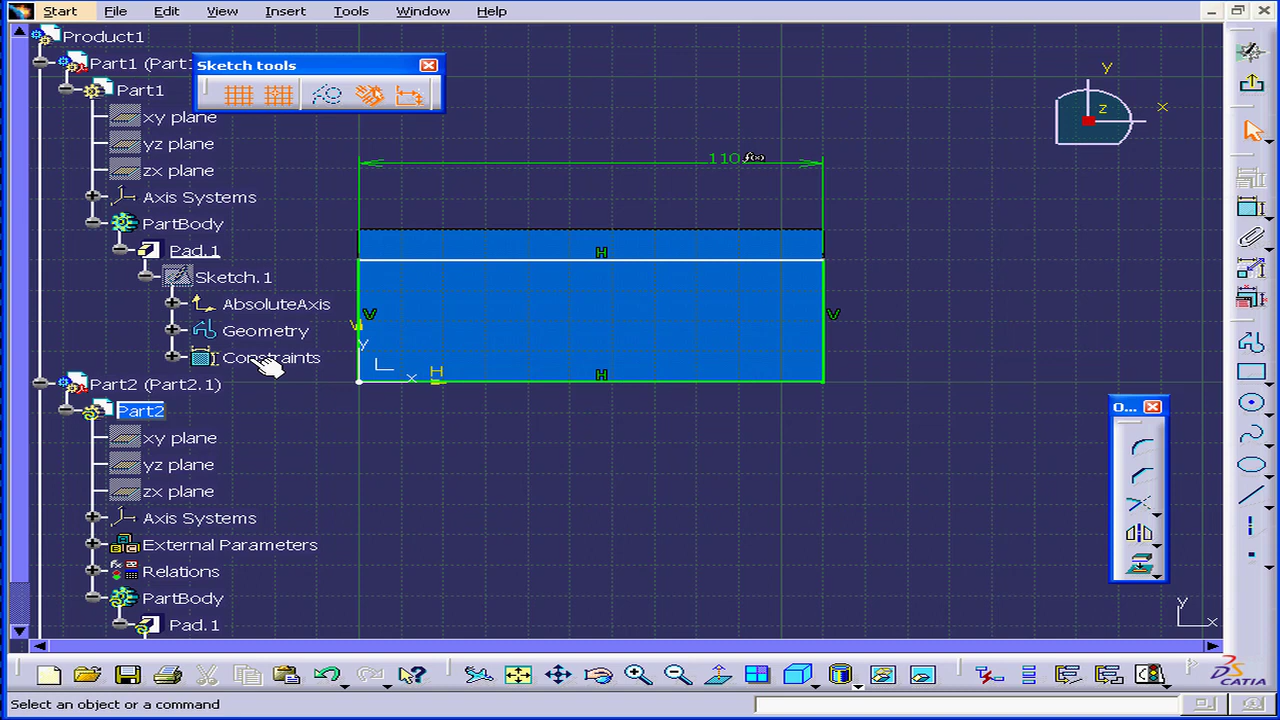 Start File Edit View Insert Tools Window Help
Product1
Part1 (Part1
Sketch tools
Part1
xy plane
yz plane
zx plane
Axis Systems
PartBody
Pad.1
Sketch.1
AbsoluteAxis
Geometry
Constraints
Part2 (Part2.1)
Part2
xy plane
yz plane
zx plane
Axis Systems
External Parameters
Relations
PartBody
Pad.1
110 f(x)
H
V
V
V
y
H
x
H
y
x
z
O...
y
x
CATIA
Select an object or a command